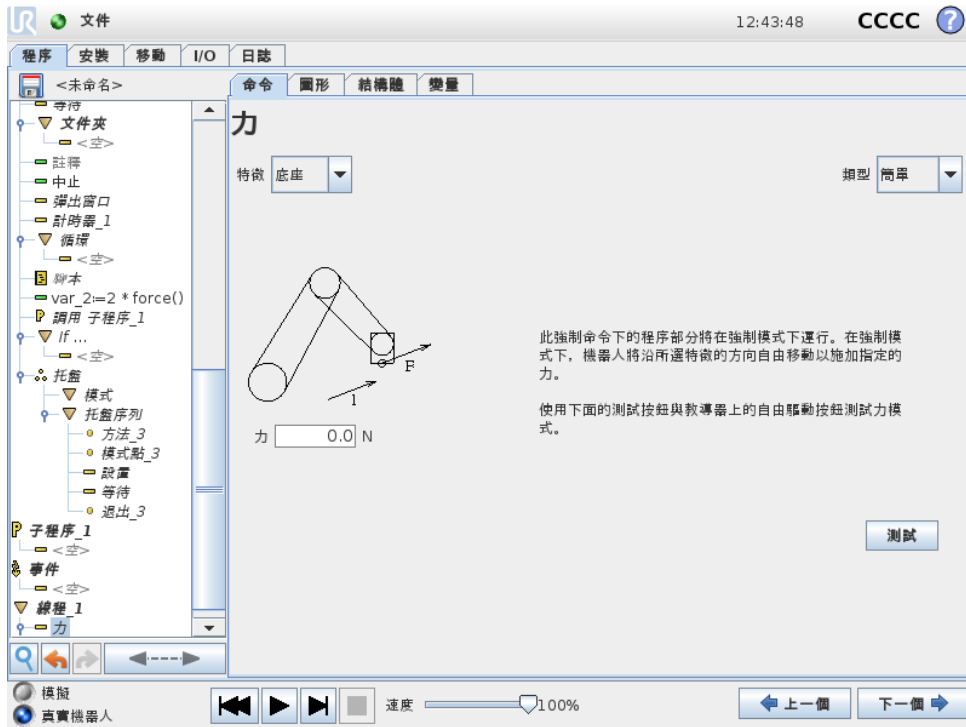 UR 文件 12:43:48 CCCC ?
程序 安裝 移動 I/O 日誌
<未命名>
命令 圖形 結構體 變量
等待
文件夾
<空>
註釋
中止
彈出窗口
計時器_1
循環
<空>
腳本
var_2:=2 * force()
調用 子程序_1
If ...
<空>
托盤
模式
托盤序列
方法_3
模式點_3
設置
等待
退出_3
子程序_1
<空>
事件
<空>
線程_1
力
力
特徵 底座
類型 簡單
F
1
力 0.0 N
此強制命令下的程序部分將在強制模式下運行。在強制模
式下，機器人將沿所選特徵的方向自由移動以施加指定的
力。
使用下面的測試按鈕與教導器上的自由驅動按鈕測試力模
式。
測試
模擬
真實機器人
速度 100%
上一個 下一個